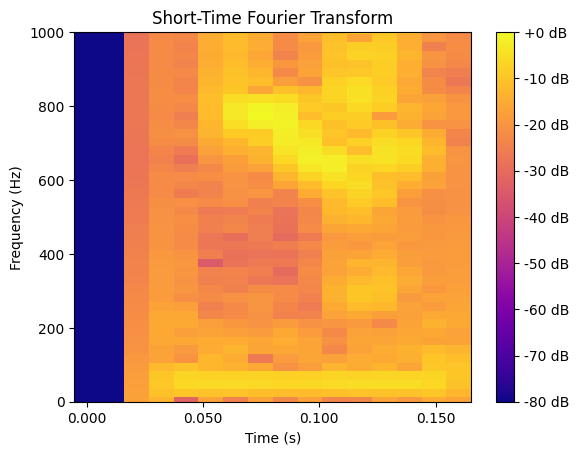 Short-Time Fourier Transform
Frequency (Hz)
1000
800
600
400
200
0
0.000
0.050
0.100
0.150
Time (s)
+0 dB
-10 dB
-20 dB
-30 dB
-40 dB
-50 dB
-60 dB
-70 dB
-80 dB